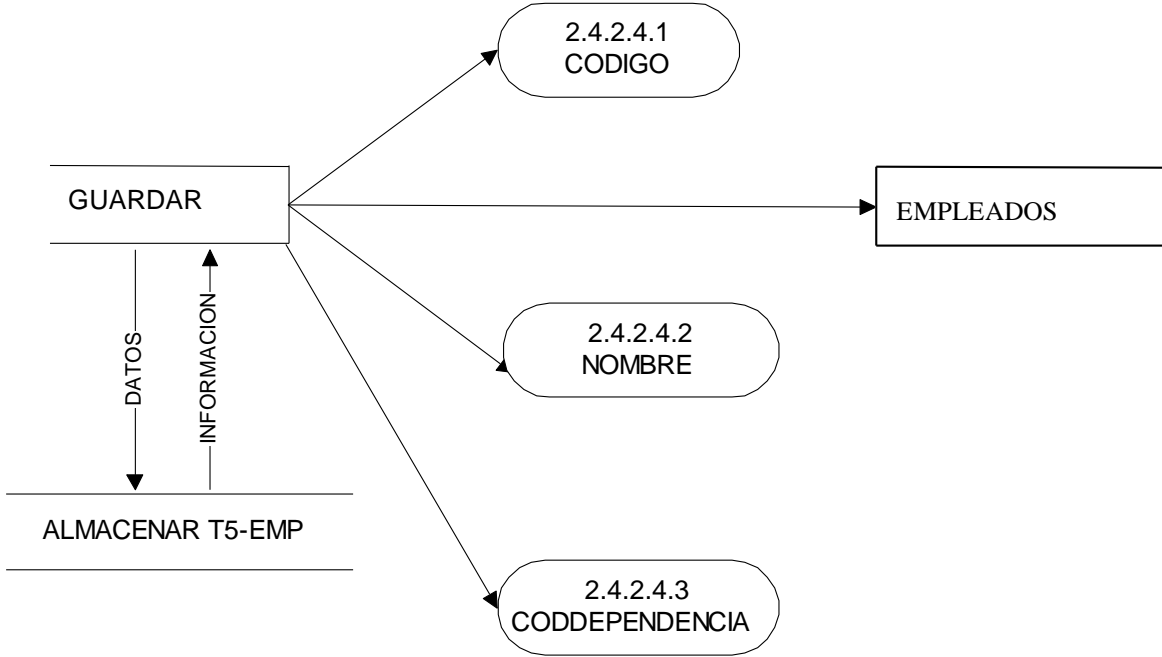 2.4.2.4.1
CODIGO
GUARDAR
EMPLEADOS
DATOS
INFORMACION
2.4.2.4.2
NOMBRE
ALMACENAR T5-EMP
2.4.2.4.3
CODDEPENDENCIA